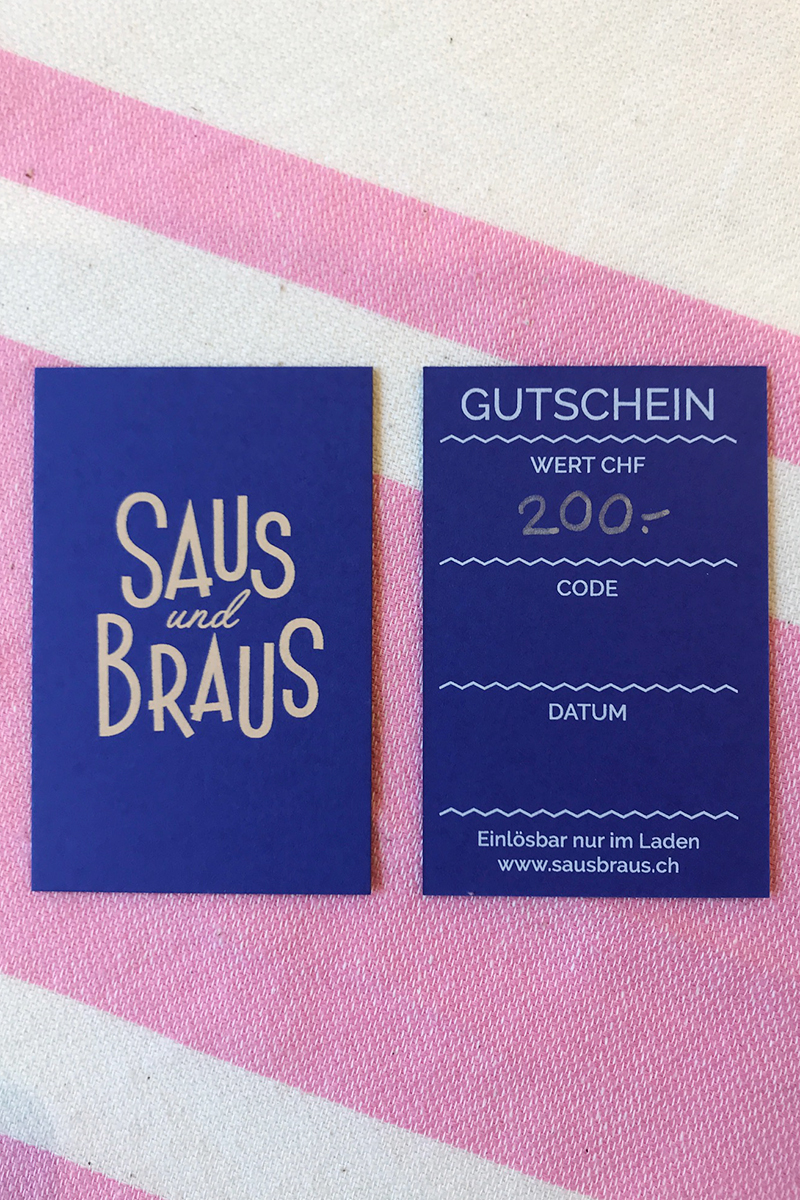 SAUS
und
BRAUS
GUTSCHEIN
WERT CHF
200.-
CODE
DATUM
Einlösbar nur im Laden
www.sausbraus.ch